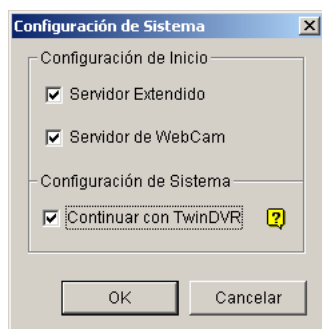 Configuración de Sistema
Configuración de Inicio
Servidor Extendido
Servidor de WebCam
Configuración de Sistema
Continuar con TwinDVR
?
OK
Cancelar